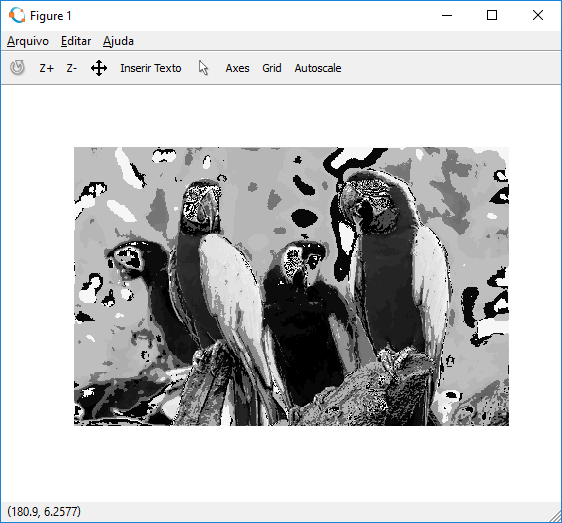 Figure 1
Arquivo Editar Ajuda
Z+ Z- Inserir Texto Axes Grid Autoscale
(180.9, 6.2577)